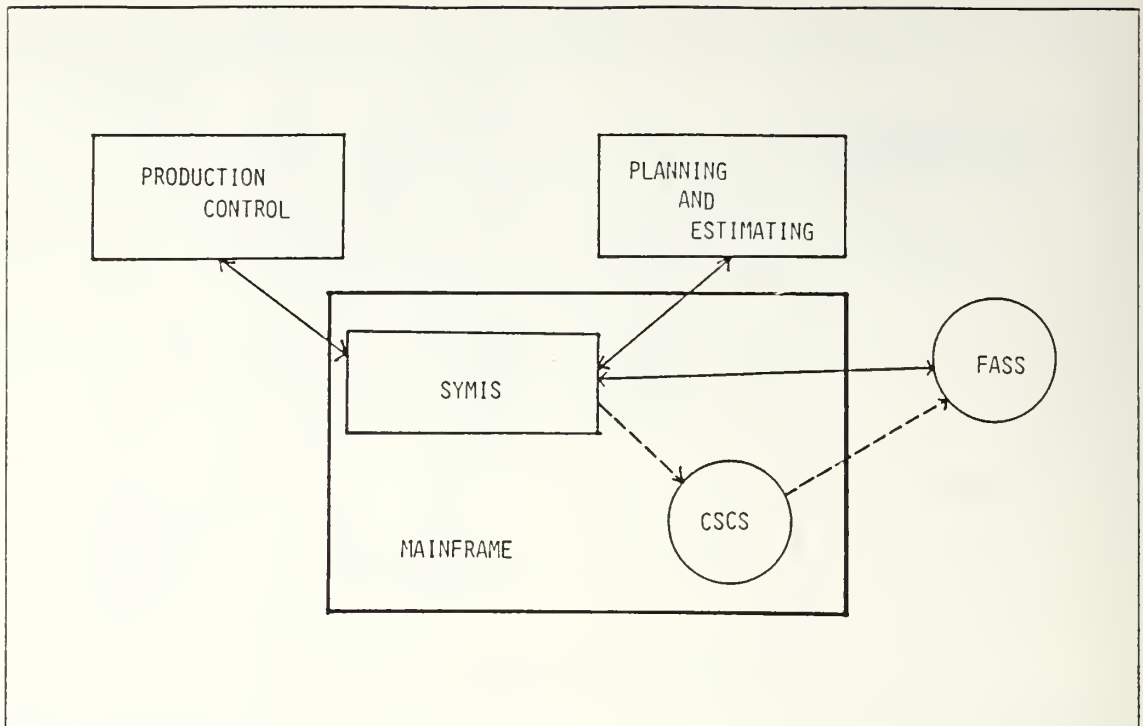 PRODUCTION
CONTROL
PLANNING
AND
ESTIMATING
SYMIS
FASS
CSCS
MAINFRAME